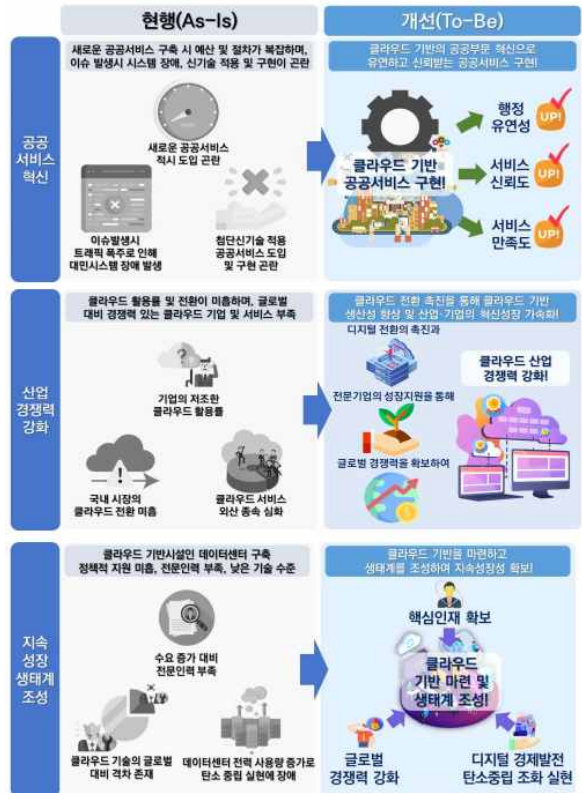 현행(As-Is)
개선(To-Be)
공공
서비스
혁신
새로운 공공서비스 구축 시 예산 및 절차가 복잡하며,
이슈 발생시 시스템 장애, 신기술 적용 및 구현이 곤란
새로운 공공서비스
적시 도입 곤란
이슈발생시
트래픽 폭주로 인해
대민시스템 장애 발생
첨단신기술 적용
공공서비스 도입
및 구현 곤란
클라우드 기반의 공공부문 혁신으로
유연하고 신뢰받는 공공서비스 구현!
클라우드 기반
공공서비스 구현!
행정
유연성
UP!
서비스
신뢰도
UP!
서비스
만족도
UP!
산업
경쟁력
강화
클라우드 활용률 및 전환이 미흡하며, 글로벌
대비 경쟁력 있는 클라우드 기업 및 서비스 부족
기업의 저조한
클라우드 활용률
국내 시장의
클라우드 전환 미흡
클라우드 서비스
외산 종속 심화
클라우드 전환 촉진을 통해 클라우드 기반
생산성 향상 및 산업·기업의 혁신성장 가속화!
디지털 전환의 촉진과
전문기업의 성장지원을 통해
글로벌 경쟁력을 확보하여
클라우드 산업
경쟁력 강화!
지속
성장
생태계
조성
클라우드 기반시설인 데이터센터 구축
정책적 지원 미흡, 전문인력 부족, 낮은 기술 수준
수요 증가 대비
전문인력 부족
클라우드 기술의 글로벌
대비 격차 존재
데이터센터 전력 사용량 증가로
탄소 중립 실현에 장애
클라우드 기반을 마련하고
생태계를 조성하여 지속성장성 확보!
핵심인재 확보
클라우드
기반 마련 및
생태계 조성!
글로벌
경쟁력 강화
디지털 경제발전
탄소중립 조화 실현